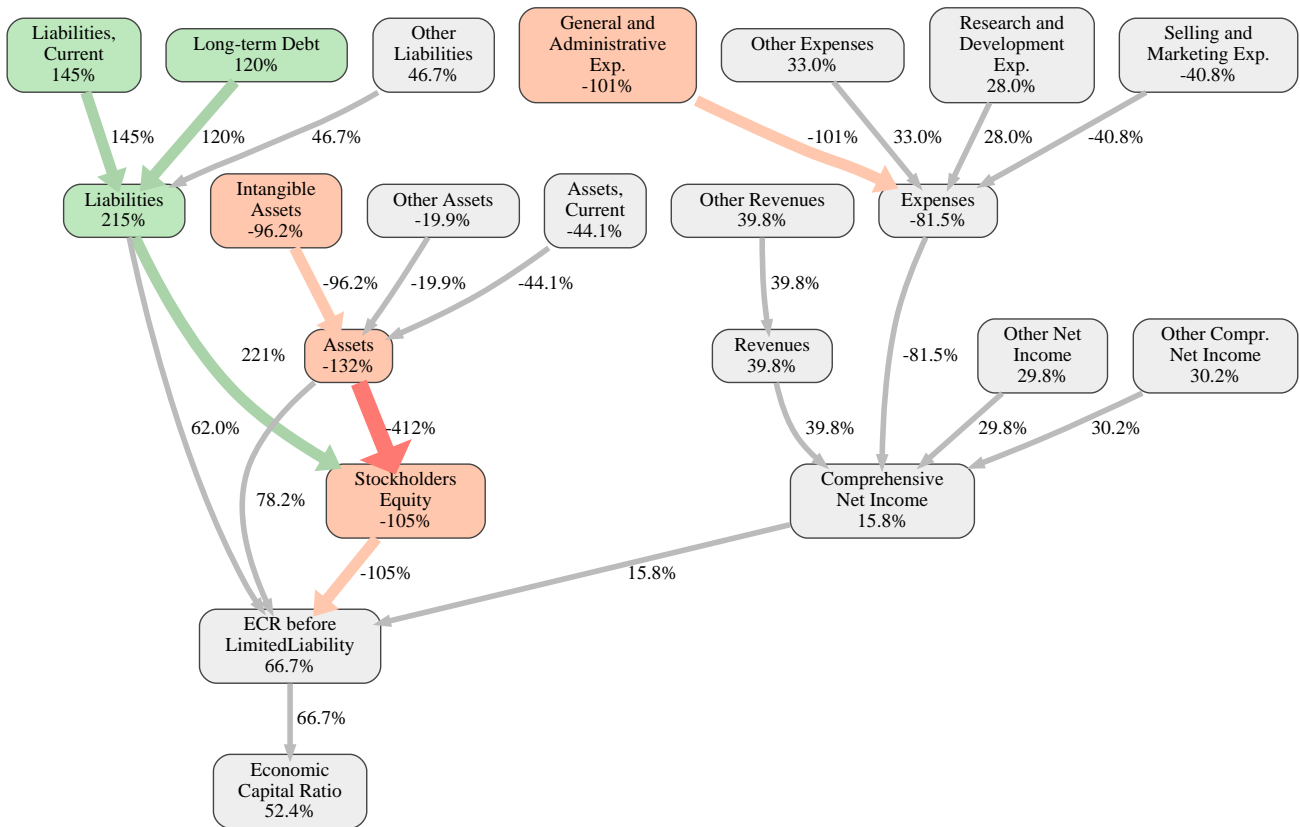 Liabilities,
Current
145%
Long-term Debt
120%
Other
Liabilities
46.7%
General and
Administrative
Exp.
-101%
Other Expenses
33.0%
Research and
Development
Exp.
28.0%
Selling and
Marketing Exp.
-40.8%
145%
120%
46.7%
-101%
33.0%
28.0%
-40.8%
Liabilities
215%
Intangible
Assets
-96.2%
Other Assets
-19.9%
Assets,
Current
-44.1%
Other Revenues
39.8%
Expenses
-81.5%
-96.2%
-19.9%
-44.1%
39.8%
221%
Assets
-132%
Revenues
39.8%
-81.5%
Other Net
Income
29.8%
Other Compr.
Net Income
30.2%
62.0%
-412%
39.8%
29.8%
30.2%
78.2%
Stockholders
Equity
-105%
Comprehensive
Net Income
15.8%
-105%
15.8%
ECR before
LimitedLiability
66.7%
66.7%
Economic
Capital Ratio
52.4%